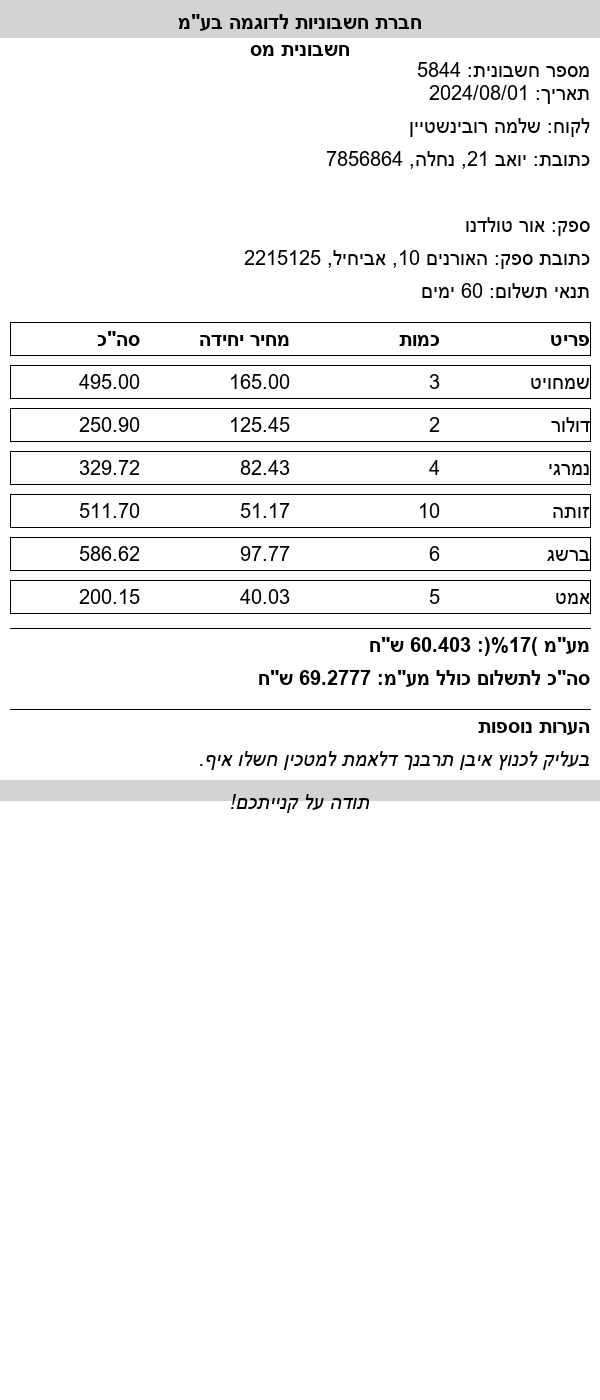 חברת חשבוניות לדוגמה בע"מ
חשבונית מס
מספר חשבונית: 5844
תאריך: 2024/08/01
לקוח: שלמה רובינשטיין
כתובת: יואב 21, נחלה, 7856864
ספק: אור טולדנו
כתובת ספק: האורנים 10, אביחיל, 2215125
תנאי תשלום: 60 ימים
פריט כמות מחיר יחידה סה"כ
שמחויט 3 165.00 495.00
דולור 2 125.45 250.90
נמרגי 4 82.43 329.72
זותה 10 51.17 511.70
ברשג 6 97.77 586.62
אמט 5 40.03 200.15
מע"מ )17%(: 60.403 ש"ח
סה"כ לתשלום כולל מע"מ: 69.2777 ש"ח
הערות נוספות
בעליק לכנוץ איבן תרבנך דלאמת למטכין חשלו איף.
תודה על קנייתכם!